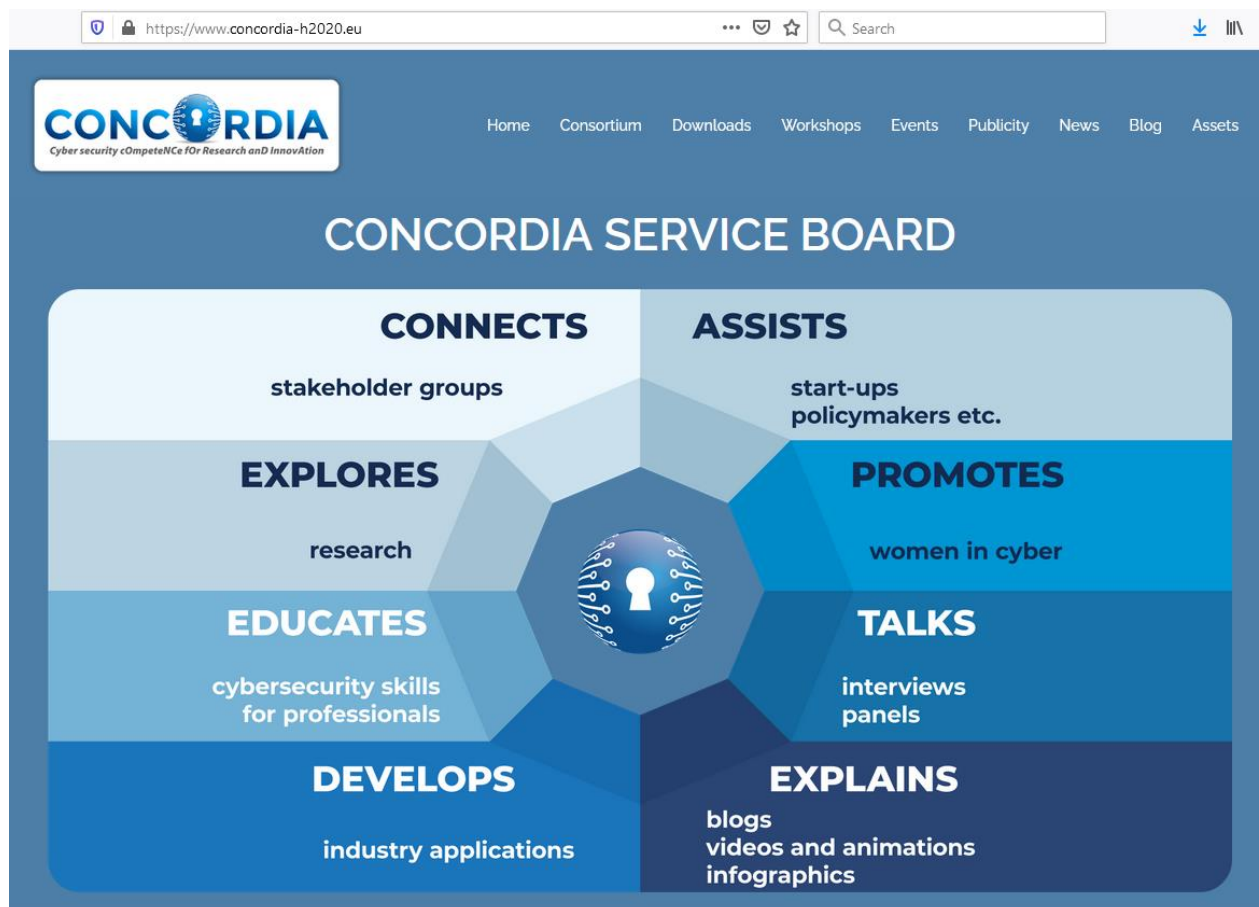 https://www.concordia-h2020.eu
Search
CONCORDIA
Cyber security cOmpeteNCe fOr Research anD InnovAtion
Home Consortium Downloads Workshops Events Publicity News Blog Assets
CONCORDIA SERVICE BOARD
CONNECTS
stakeholder groups
ASSISTS
start-ups
policymakers etc.
EXPLORES
research
PROMOTES
women in cyber
EDUCATES
cybersecurity skills
for professionals
TALKS
interviews
panels
DEVELOPS
industry applications
EXPLAINS
blogs
videos and animations
infographics